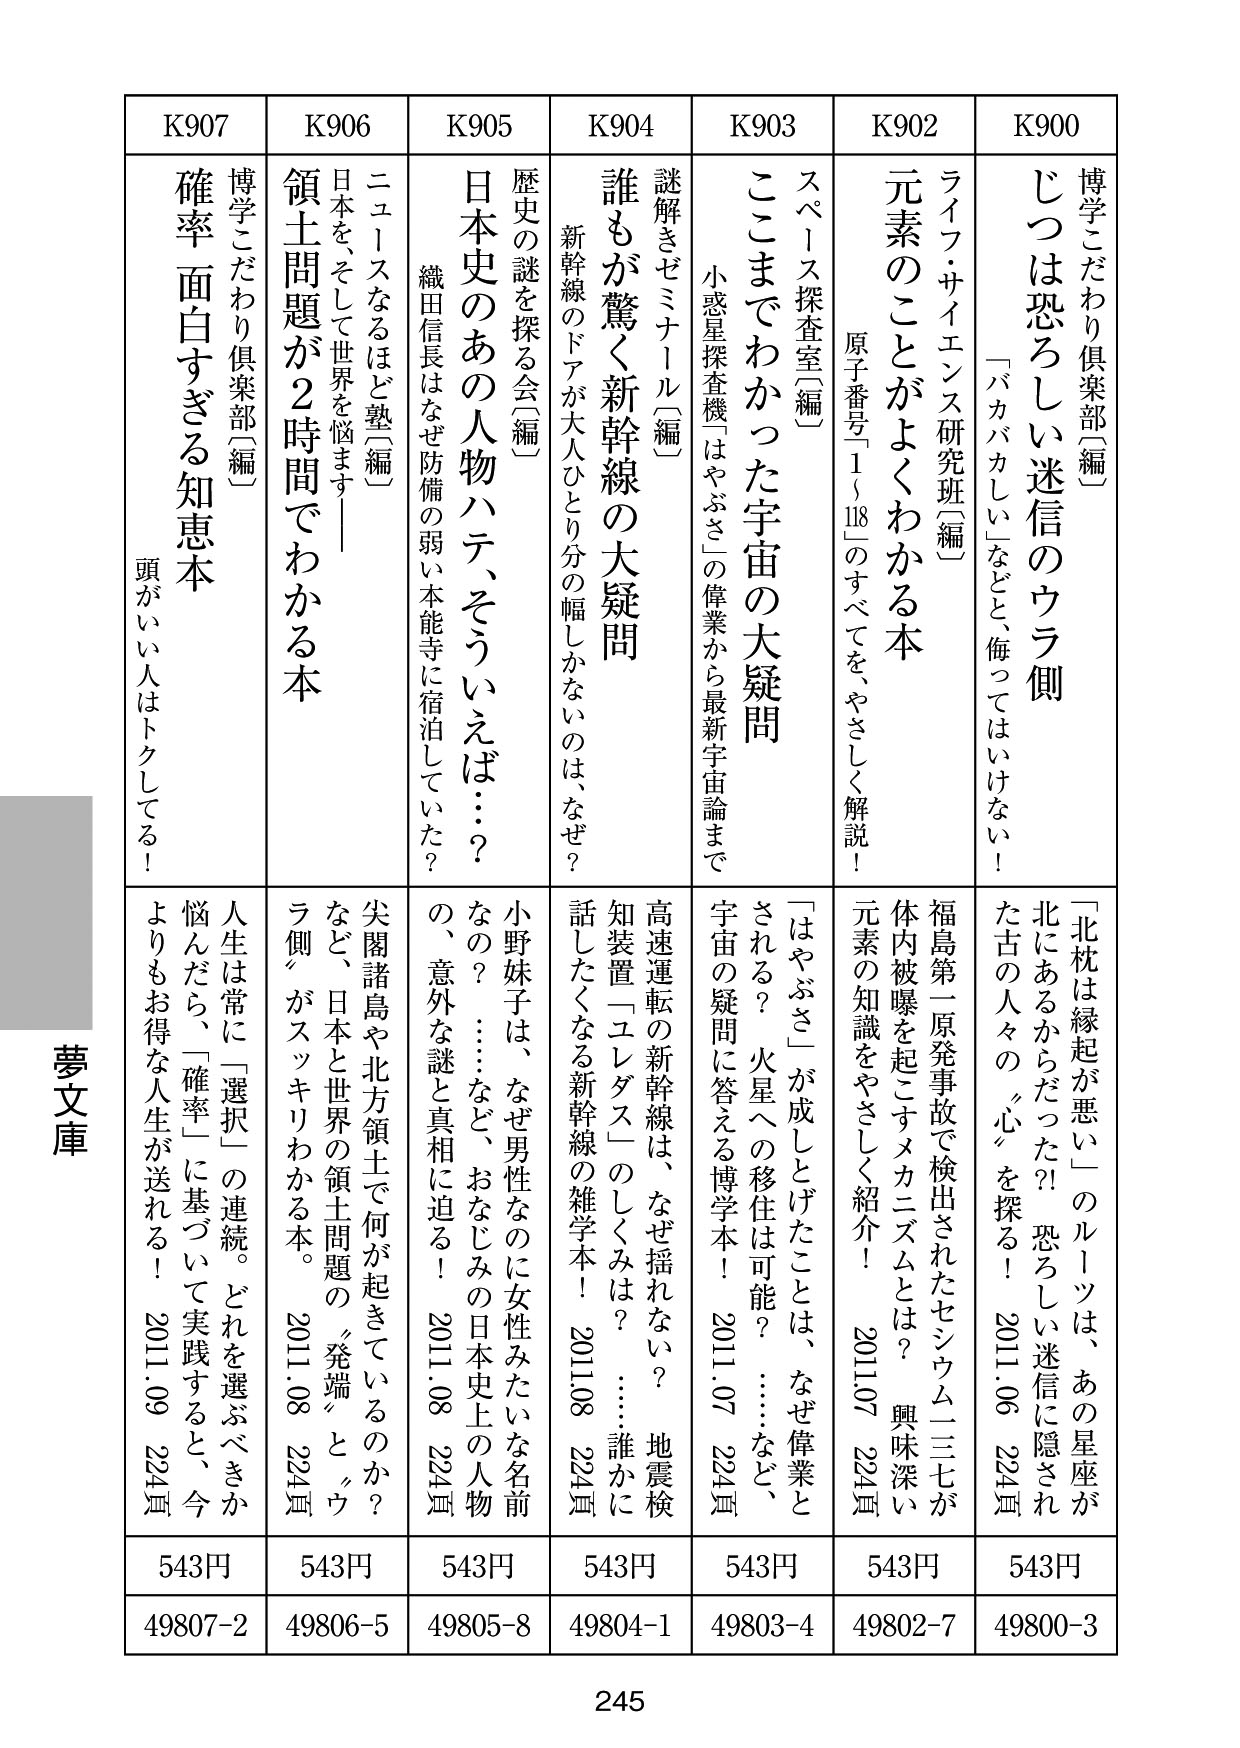 K900
博学こだわり倶楽部〔編〕
じつは恐ろしい迷信のウラ側
「バカバカしい」などと、侮ってはいけない！
「北枕は縁起が悪い」のルーツは、あの星座が
北にあるからだった?! 恐ろしい迷信に隠され
た古の人々の〝心〟を探る！ 2011.06 224頁
543円
49800-3
K902
ライフ・サイエンス研究班〔編〕
元素のことがよくわかる本
原子番号「1〜118」のすべてを、やさしく解説！
福島第一原発事故で検出されたセシウム一三七が
体内被曝を起こすメカニズムとは？ 興味深い
元素の知識をやさしく紹介！ 2011.07 224頁
543円
49802-7
K903
スペース探査室〔編〕
ここまでわかった宇宙の大疑問
小惑星探査機「はやぶさ」の偉業から最新宇宙論まで
「はやぶさ」が成しとげたことは、なぜ偉業と
される？ 火星への移住は可能？ ……など、
宇宙の疑問に答える博学本！ 2011.07 224頁
543円
49803-4
K904
謎解きゼミナール〔編〕
誰もが驚く新幹線の大疑問
新幹線のドアが大人ひとり分の幅しかないのは、なぜ？
高速運転の新幹線は、なぜ揺れない？ 地震検
知装置「ユレダス」のしくみは？ ……誰かに
話したくなる新幹線の雑学本！ 2011.08 224頁
543円
49804-1
K905
歴史の謎を探る会〔編〕
日本史のあの人物ハテ、そういえば…？
織田信長はなぜ防備の弱い本能寺に宿泊していた？
小野妹子は、なぜ男性なのに女性みたいな名前
なの？ ……など、おなじみの日本史上の人物
の、意外な謎と真相に迫る！ 2011.08 224頁
543円
49805-8
K906
ニュースなるほど塾〔編〕
日本を、そして世界を悩ます――
領土問題が2時間でわかる本
尖閣諸島や北方領土で何が起きているのか？
など、日本と世界の領土問題の〝発端〟と〝ウ
ラ側〟がスッキリわかる本。 2011.08 224頁
543円
49806-5
K907
博学こだわり倶楽部〔編〕
確率 面白すぎる知恵本
頭がいい人はトクしてる！
人生は常に「選択」の連続。どれを選ぶべきか
悩んだら、「確率」に基づいて実践すると、今
よりもお得な人生が送れる！ 2011.09 224頁
543円
49807-2
夢文庫
245